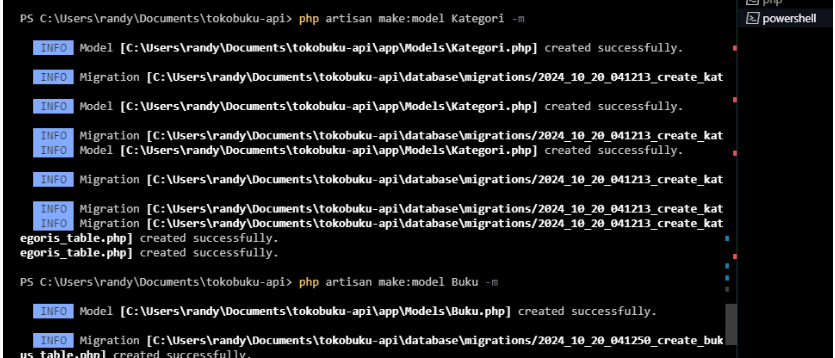 php
powershell
PS C:\Users\randy\Documents\tokobuku-api> php artisan make:model Kategori -m
INFO Model [C:\Users\randy\Documents\tokobuku-api\app\Models\Kategori.php] created successfully.
INFO Migration [C:\Users\randy\Documents\tokobuku-api\database\migrations/2024_10_20_041213_create_kat
INFO Model [C:\Users\randy\Documents\tokobuku-api\app\Models\Kategori.php] created successfully.
INFO Migration [C:\Users\randy\Documents\tokobuku-api\database\migrations/2024_10_20_041213_create_kat
INFO Model [C:\Users\randy\Documents\tokobuku-api\app\Models\Kategori.php] created successfully.
INFO Migration [C:\Users\randy\Documents\tokobuku-api\database\migrations/2024_10_20_041213_create_kat
INFO Migration [C:\Users\randy\Documents\tokobuku-api\database\migrations/2024_10_20_041213_create_kat
INFO Migration [C:\Users\randy\Documents\tokobuku-api\database\migrations/2024_10_20_041213_create_kat
egoris_table.php] created successfully.
egoris_table.php] created successfully.
PS C:\Users\randy\Documents\tokobuku-api> php artisan make:model Buku -m
INFO Model [C:\Users\randy\Documents\tokobuku-api\app\Models\Buku.php] created successfully.
INFO Migration [C:\Users\randy\Documents\tokobuku-api\database\migrations/2024_10_20_041250_create_buk
us_table.php] created successfully.